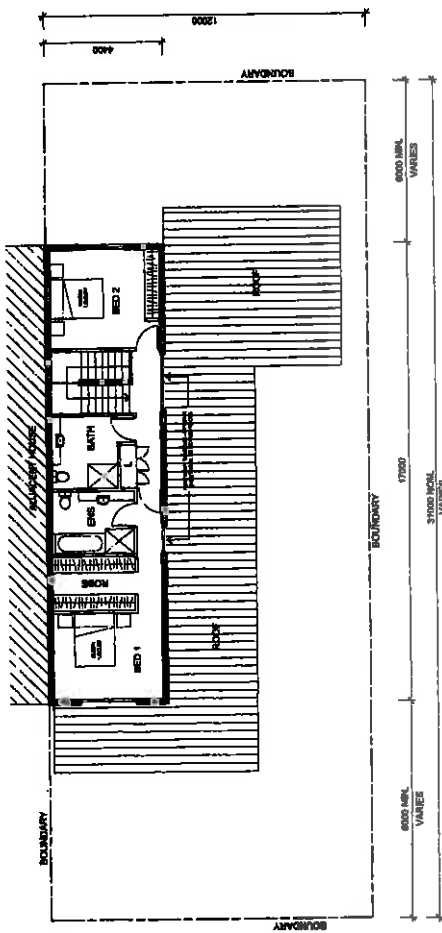 BOUNDARY
ADJACENT HOUSE
BED 1
ROBE
ENS
BATH
L
BED 2
ROOF
ROOF
BOUNDARY
BOUNDARY
BOUNDARY
4400
12000
6000 MIN.
VARIES
17000
6000 MIN.
VARIES
31000 NOM.
VARIES